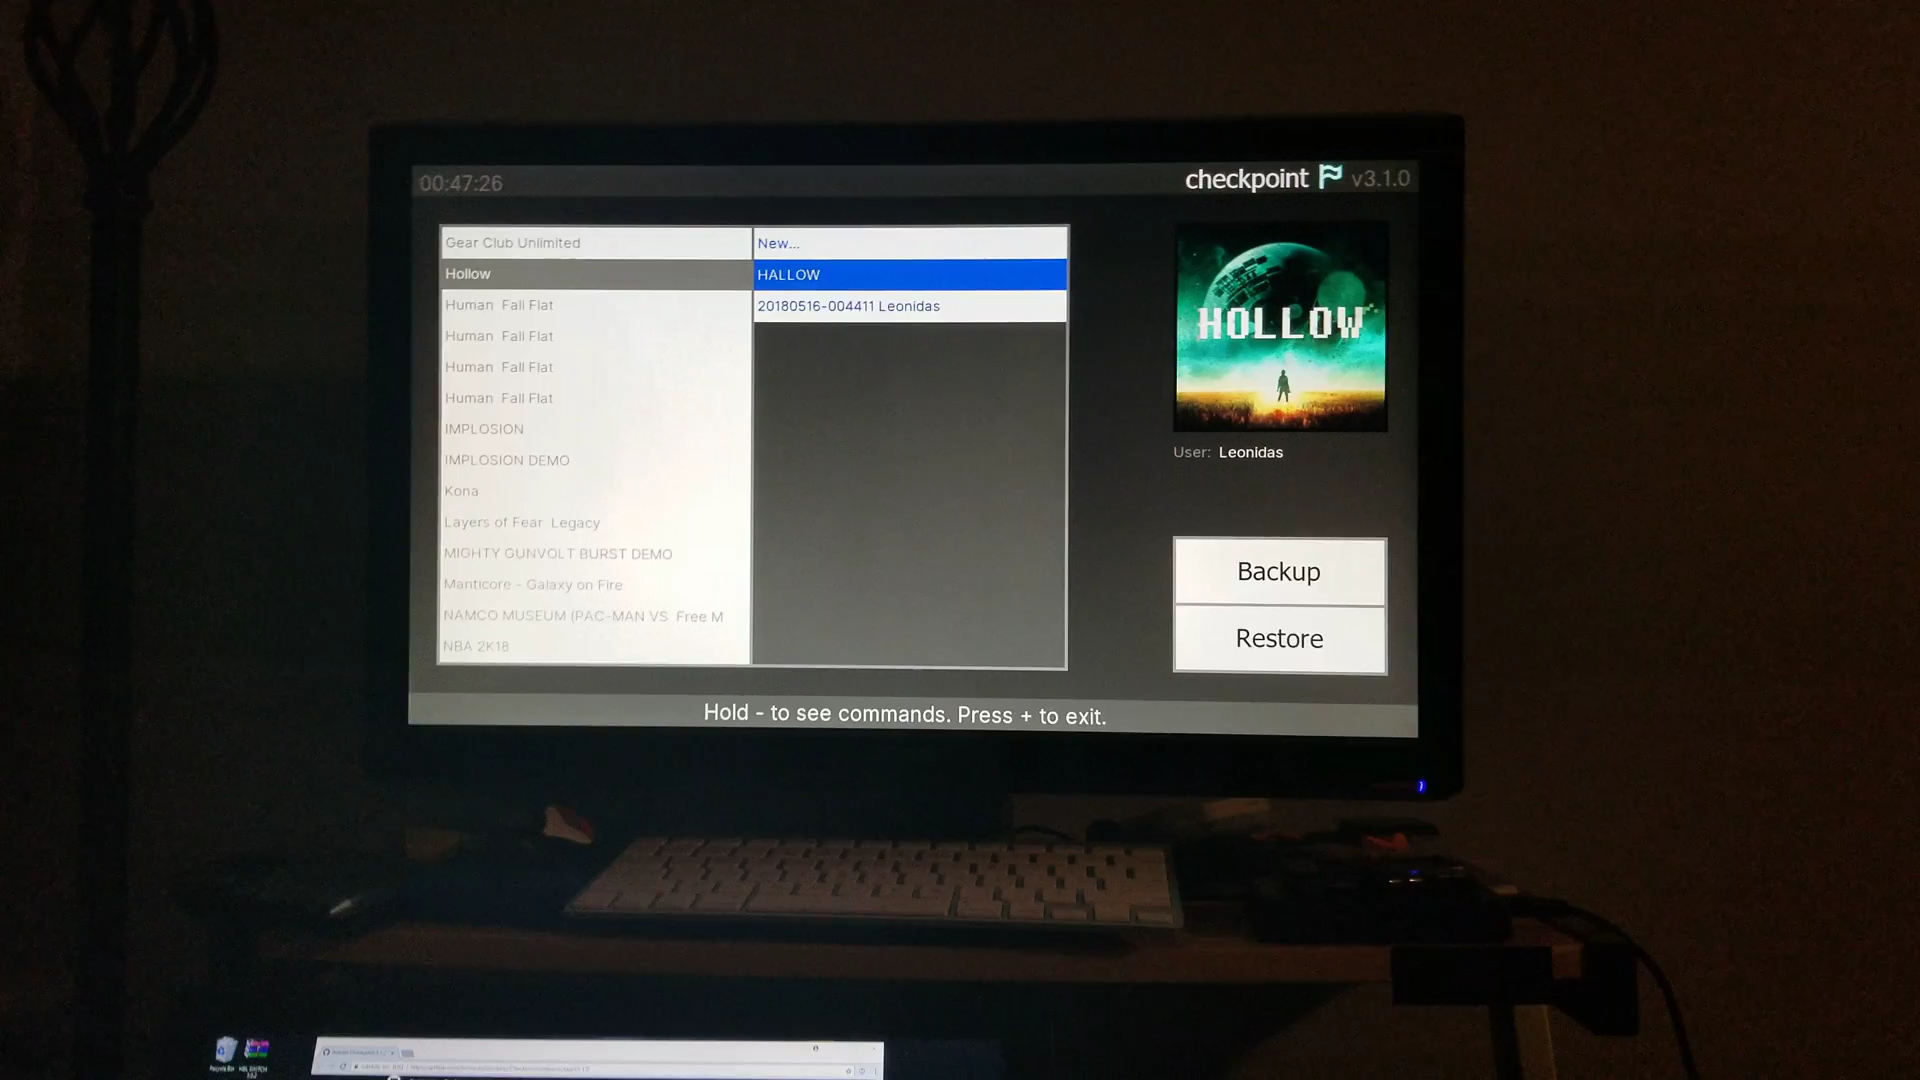 00:47:26
checkpoint v3.1.0
Gear Club Unlimited
Hollow
Human Fall Flat
Human Fall Flat
Human Fall Flat
Human Fall Flat
IMPLOSION
IMPLOSION DEMO
Kona
Layers of Fear Legacy
MIGHTY GUNVOLT BURST DEMO
Manticore - Galaxy on Fire
NAMCO MUSEUM (PAC-MAN VS Free M
NBA 2K18
New...
HALLOW
20180516-004411 Leonidas
HOLLOW
User: Leonidas
Backup
Restore
Hold - to see commands. Press + to exit.
Recycle Bin